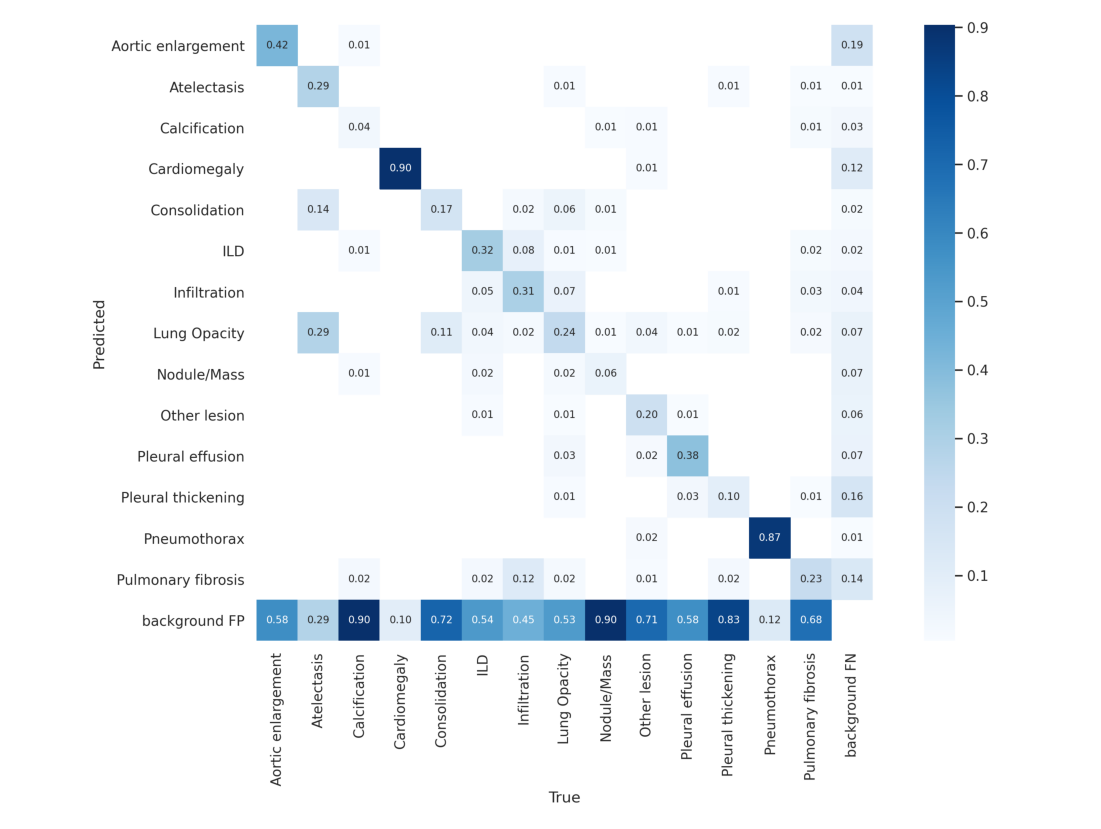 Aortic enlargement 0.42 0.01 0.19
Atelectasis 0.29 0.01 0.01 0.01 0.01
Calcification 0.04 0.01 0.01 0.01 0.03
Cardiomegaly 0.90 0.01 0.12
Consolidation 0.14 0.17 0.02 0.06 0.01 0.02
ILD 0.01 0.32 0.08 0.01 0.01 0.02 0.02
Infiltration 0.05 0.31 0.07 0.01 0.03 0.04
Lung Opacity 0.29 0.11 0.04 0.02 0.24 0.01 0.04 0.01 0.02 0.02 0.07
Nodule/Mass 0.01 0.02 0.02 0.06 0.07
Other lesion 0.01 0.01 0.20 0.01 0.06
Pleural effusion 0.03 0.02 0.38 0.07
Pleural thickening 0.01 0.03 0.10 0.01 0.16
Pneumothorax 0.02 0.87 0.01
Pulmonary fibrosis 0.02 0.02 0.12 0.02 0.01 0.02 0.23 0.14
background FP 0.58 0.29 0.90 0.10 0.72 0.54 0.45 0.53 0.90 0.71 0.58 0.83 0.12 0.68
Predicted
Aortic enlargement
Atelectasis
Calcification
Cardiomegaly
Consolidation
ILD
Infiltration
Lung Opacity
Nodule/Mass
Other lesion
Pleural effusion
Pleural thickening
Pneumothorax
Pulmonary fibrosis
background FN
True
0.9
0.8
0.7
0.6
0.5
0.4
0.3
0.2
0.1